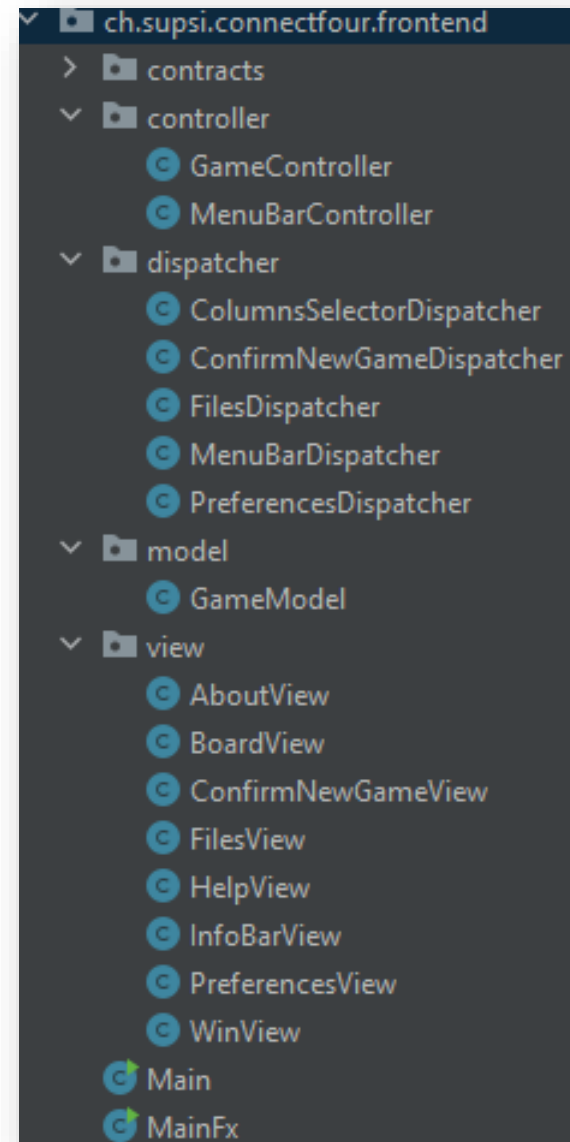 ch.supsi.connectfour.frontend
contracts
controller
GameController
MenuBarController
dispatcher
ColumnsSelectorDispatcher
ConfirmNewGameDispatcher
FilesDispatcher
MenuBarDispatcher
PreferencesDispatcher
model
GameModel
view
AboutView
BoardView
ConfirmNewGameView
FilesView
HelpView
InfoBarView
PreferencesView
WinView
Main
MainFx